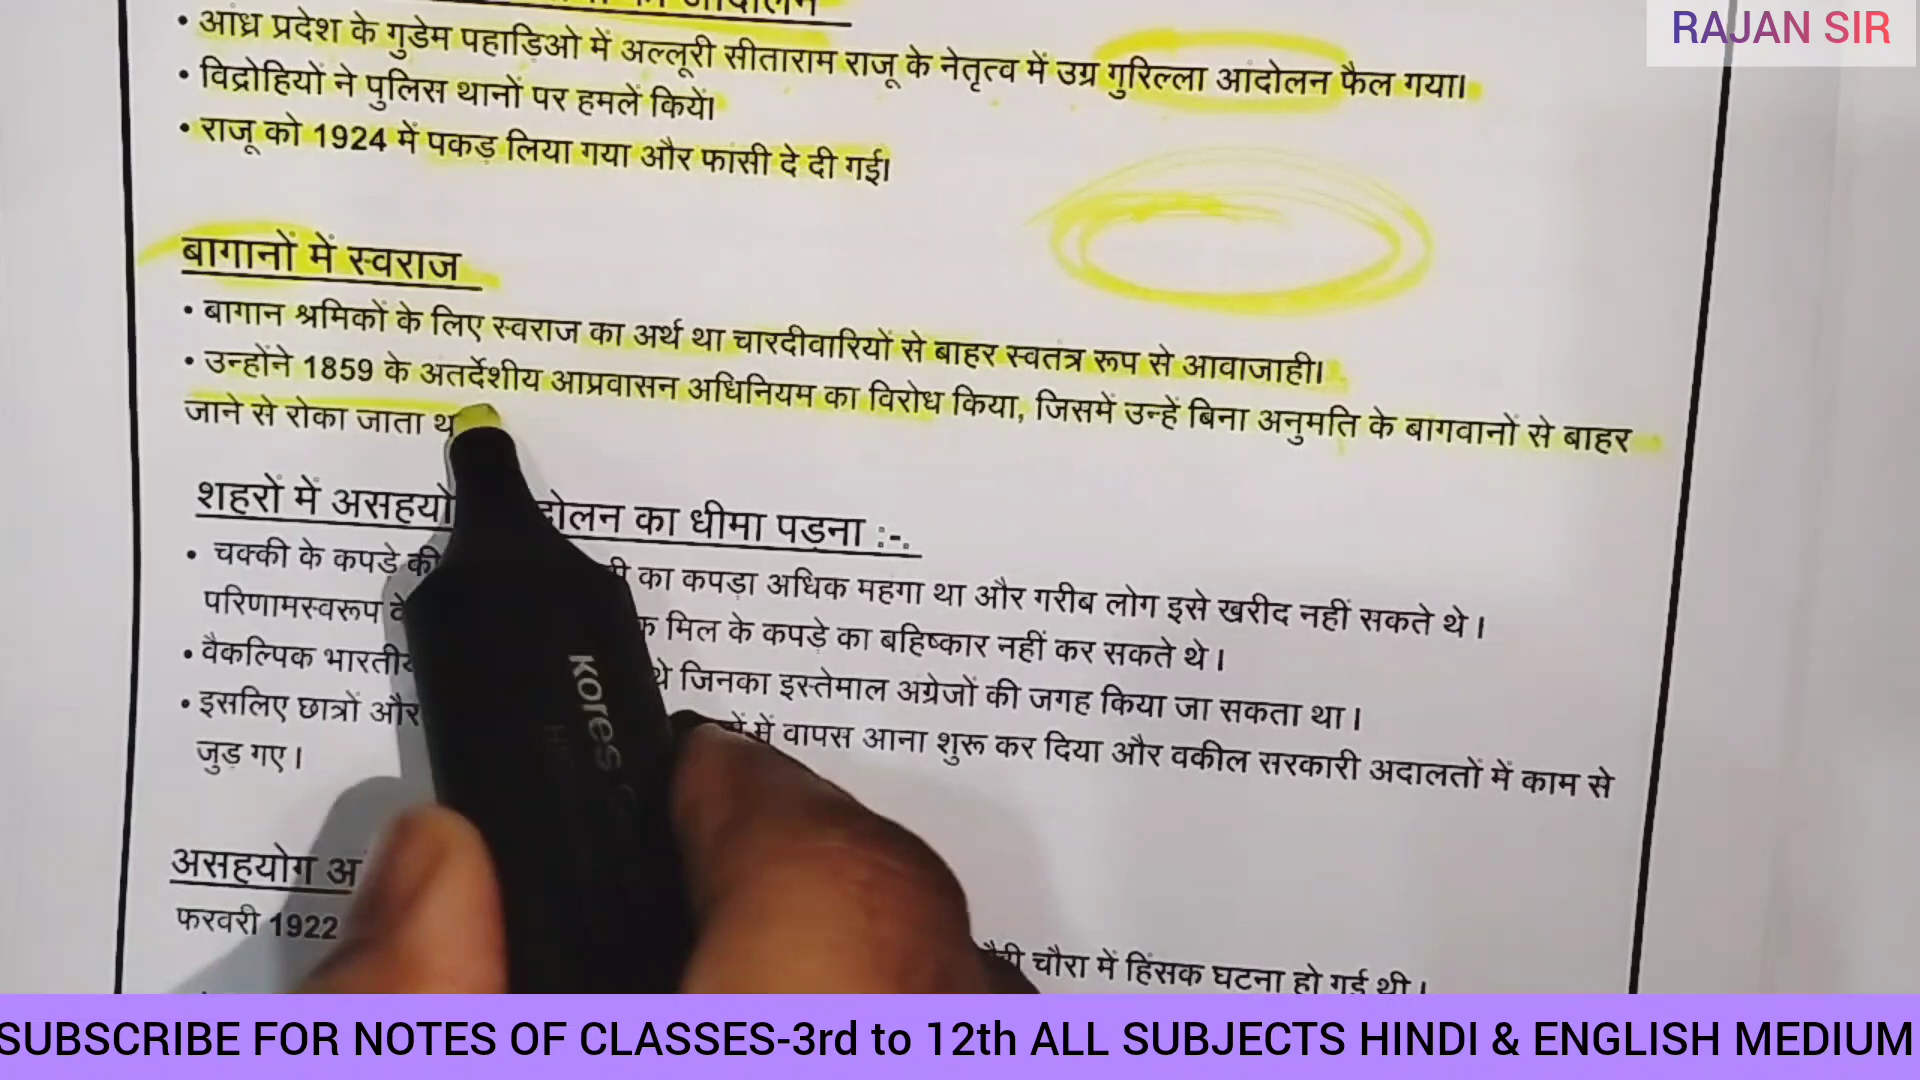 RAJAN SIR
आंदोलन
• आंध्र प्रदेश के गुडेम पहाड़िओ में अल्लूरी सीताराम राजू के नेतृत्व में उग्र गुरिल्ला आंदोलन फैल गया।
• विद्रोहियों ने पुलिस थानों पर हमलें कियें।
• राजू को 1924 में पकड़ लिया गया और फांसी दे दी गई।
बागानों में स्वराज
• बागान श्रमिकों के लिए स्वराज का अर्थ था चारदीवारियों से बाहर स्वतंत्र रूप से आवाजाही।
• उन्होंने 1859 के अतर्देशीय आप्रवासन अधिनियम का विरोध किया, जिसमें उन्हें बिना अनुमति के बागवानों से बाहर
जाने से रोका जाता
शहरों में का धीमा पड़ना :-.
• चक्की के कपडे की का कपड़ा अधिक महगा था और गरीब लोग इसे खरीद नहीं सकते थे ।
परिणामस्वरूप मिल के कपड़े का बहिष्कार नहीं कर सकते थे ।
• वैकल्पिक थे जिनका इस्तेमाल अंग्रेजों की जगह किया जा सकता था ।
• इसलिए छात्रों और में वापस आना शुरू कर दिया और वकील सरकारी अदालतों में काम से
जुड़ गए ।
असहयोग
फरवरी 1922 चौरा में हिंसक घटना हो गई थी ।
kores
SUBSCRIBE FOR NOTES OF CLASSES-3rd to 12th ALL SUBJECTS HINDI & ENGLISH MEDIUM